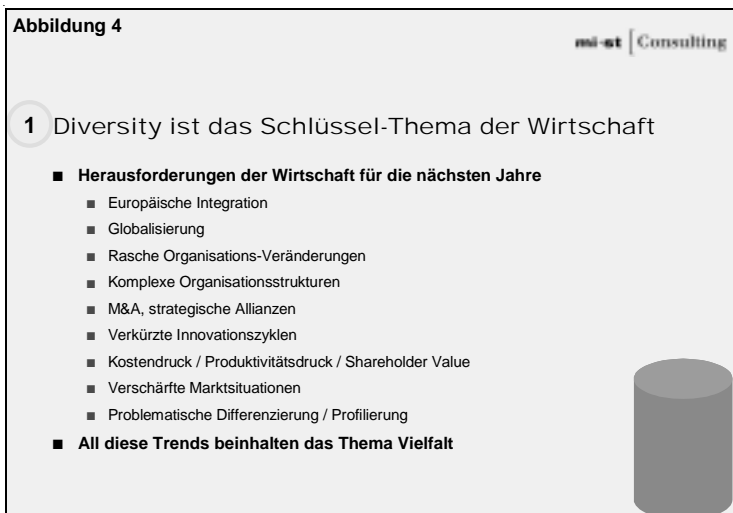 Abbildung 4
mi-st [ Consulting
1 Diversity ist das Schlüssel-Thema der Wirtschaft
■ Herausforderungen der Wirtschaft für die nächsten Jahre
■ Europäische Integration
■ Globalisierung
■ Rasche Organisations-Veränderungen
■ Komplexe Organisationsstrukturen
■ M&A, strategische Allianzen
■ Verkürzte Innovationszyklen
■ Kostendruck / Produktivitätsdruck / Shareholder Value
■ Verschärfte Marktsituationen
■ Problematische Differenzierung / Profilierung
■ All diese Trends beinhalten das Thema Vielfalt